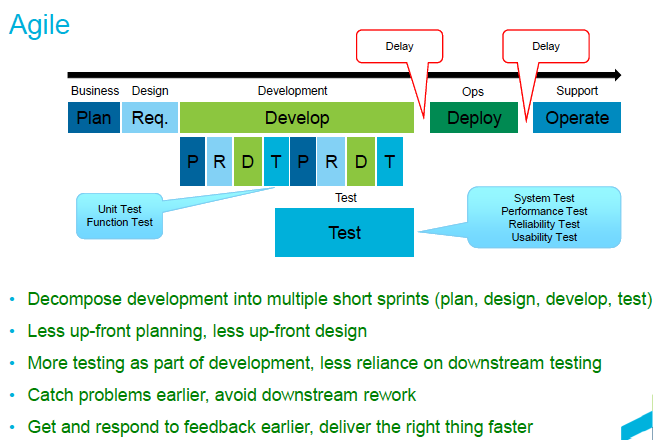 Agile
Delay
Delay
Business Design Development Ops Support
Plan Req. Develop Deploy Operate
P R D T P R D T
Unit Test
Function Test
Test
Test
System Test
Performance Test
Reliability Test
Usability Test
• Decompose development into multiple short sprints (plan, design, develop, test)
• Less up-front planning, less up-front design
• More testing as part of development, less reliance on downstream testing
• Catch problems earlier, avoid downstream rework
• Get and respond to feedback earlier, deliver the right thing faster